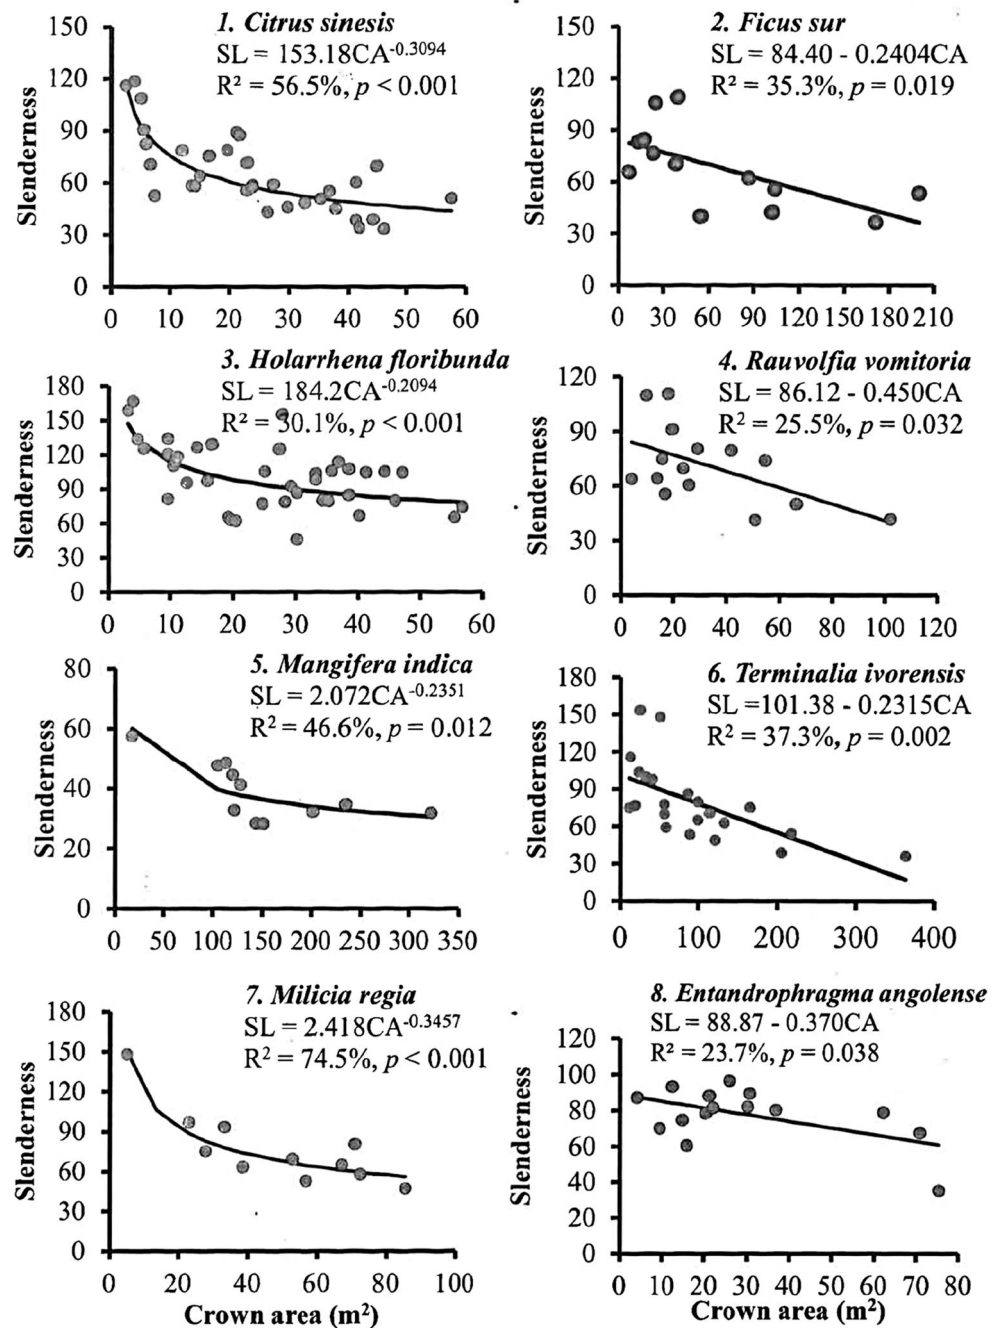 1. Citrus sinesis
SL = 153.18CA-0.3094
R² = 56.5%, p < 0.001
Slenderness
150
120
90
60
30
0
0 10 20 30 40 50 60
2. Ficus sur
SL = 84.40 - 0.2404CA
R² = 35.3%, p = 0.019
Slenderness
150
120
90
60
30
0
0 30 60 90 120 150 180 210
3. Holarrhena floribunda
SL = 184.2CA-0.2094
R² = 30.1%, p < 0.001
Slenderness
180
150
120
90
60
30
0
0 10 20 30 40 50 60
4. Rauvolfia vomitoria
SL = 86.12 - 0.450CA
R² = 25.5%, p = 0.032
Slenderness
120
90
60
30
0
0 20 40 60 80 100 120
5. Mangifera indica
SL = 2.072CA-0.2351
R² = 46.6%, p = 0.012
Slenderness
80
60
40
20
0
0 50 100 150 200 250 300 350
6. Terminalia ivorensis
SL =101.38 - 0.2315CA
R² = 37.3%, p = 0.002
Slenderness
180
150
120
90
60
30
0
0 100 200 300 400
7. Milicia regia
SL = 2.418CA-0.3457
R² = 74.5%, p < 0.001
Slenderness
180
150
120
90
60
30
0
0 20 40 60 80 100
Crown area (m²)
8. Entandrophragma angolense
SL = 88.87 - 0.370CA
R² = 23.7%, p = 0.038
Slenderness
120
100
80
60
40
20
0
0 10 20 30 40 50 60 70 80
Crown area (m²)